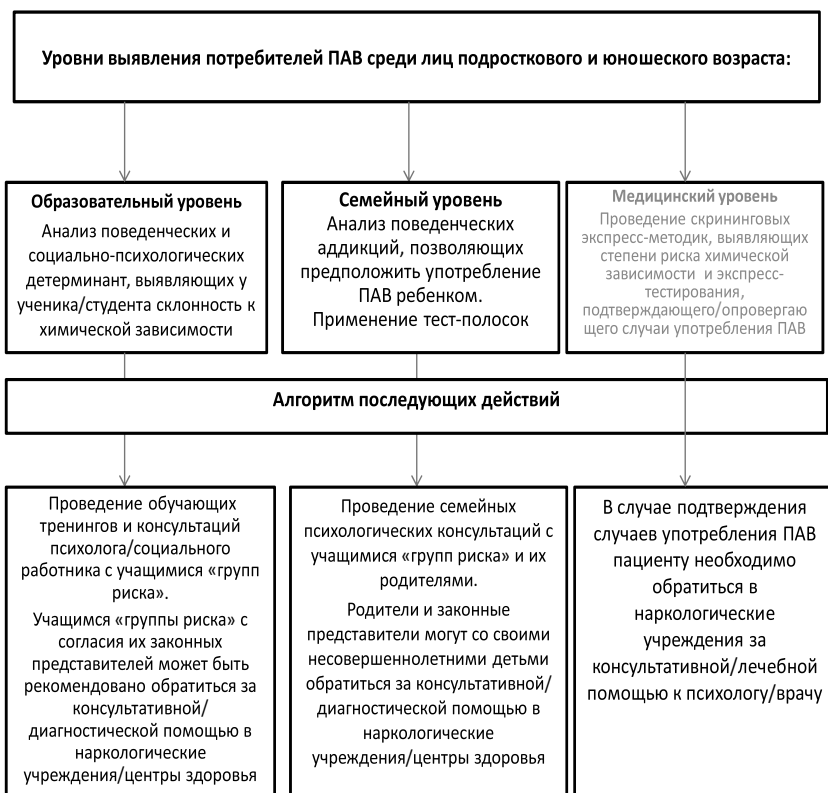 Уровни выявления потребителей ПАВ среди лиц подросткового и юношеского возраста:
Образовательный уровень
Анализ поведенческих и
социально-психологических
детерминант, выявляющих у
ученика/студента склонность к
химической зависимости
Семейный уровень
Анализ поведенческих
аддикций, позволяющих
предположить употребление
ПАВ ребенком.
Применение тест-полосок
Медицинский уровень
Проведение скрининговых
экспресс-методик, выявляющих
степени риска химической
зависимости и экспресс-
тестирования,
подтверждающего/опровергаю
щего случаи употребления ПАВ
Алгоритм последующих действий
Проведение обучающих
тренингов и консультаций
психолога/социального
работника с учащимися «групп
риска».
Учащимся «группы риска» с
согласия их законных
представителей может быть
рекомендовано обратиться за
консультативной/
диагностической помощью в
наркологические
учреждения/центры здоровья
Проведение семейных
психологических консультаций с
учащимися «групп риска» и их
родителями.
Родители и законные
представители могут со своими
несовершеннолетними детьми
обратиться за консультативной/
диагностической помощью в
наркологические
учреждения/центры здоровья
В случае подтверждения
случаев употребления ПАВ
пациенту необходимо
обратиться в
наркологические
учреждения за
консультативной/лечебной
помощью к психологу/врачу